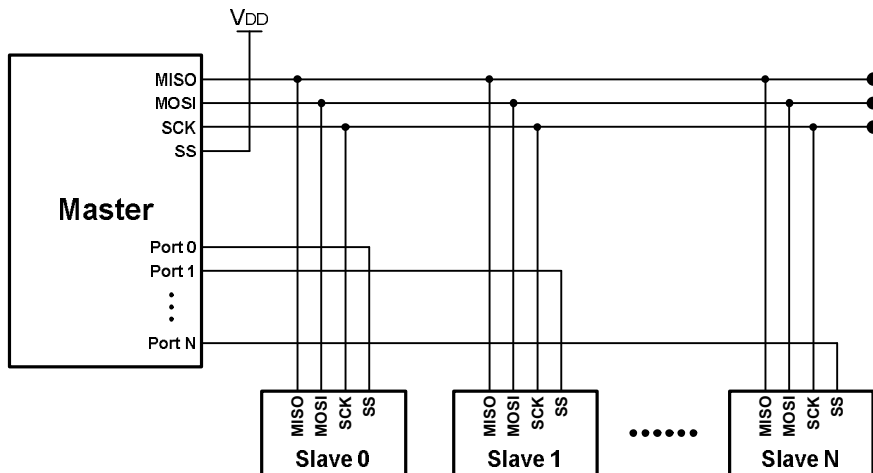 VDD
MISO
MOSI
SCK
SS
Master
Port 0
Port 1
Port N
MISO MOSI SCK SS
Slave 0
MISO MOSI SCK SS
Slave 1
MISO MOSI SCK SS
Slave N